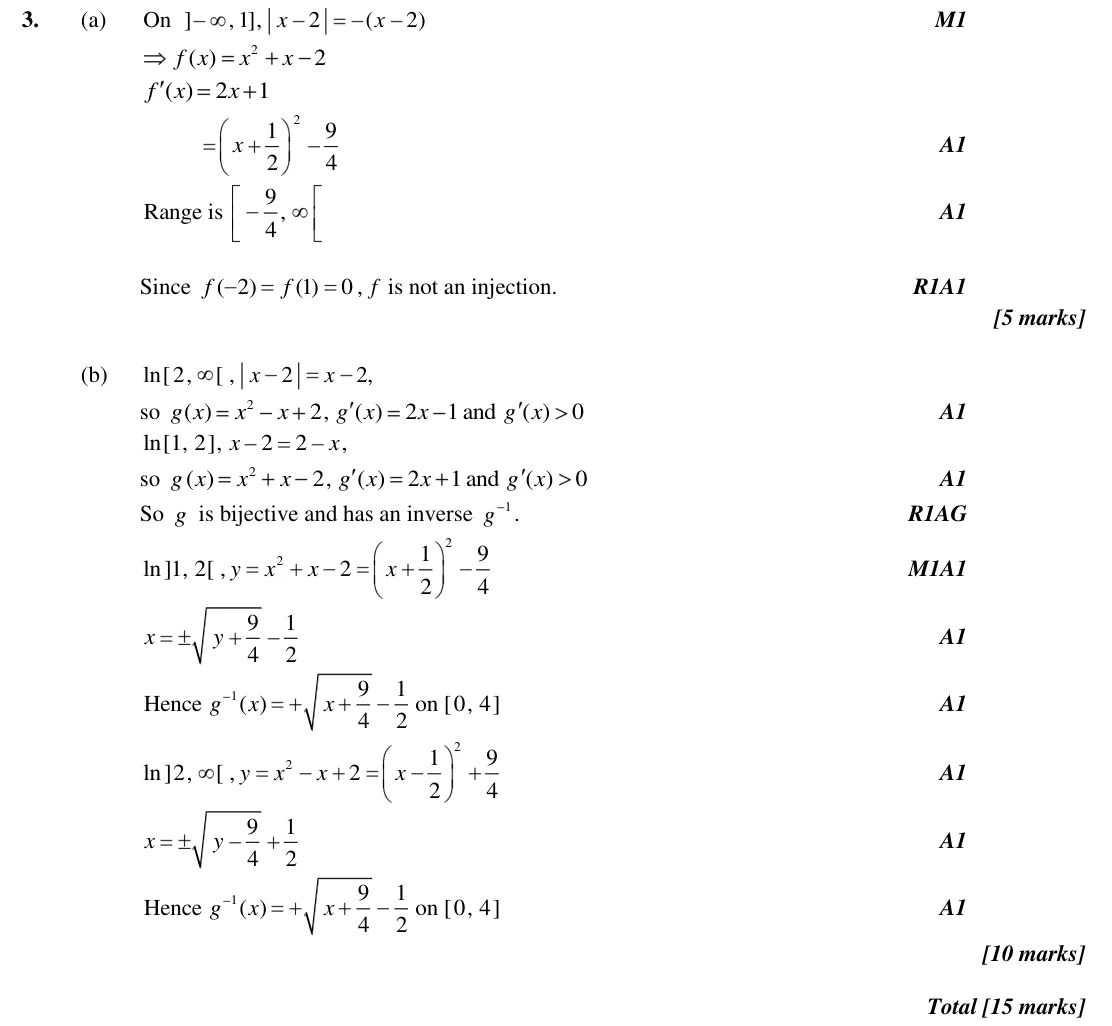 3. (a) On ]−∞, 1], |x − 2| = −(x − 2) M1
⇒ f(x) = x² + x − 2
f′(x) = 2x + 1
= (x + 1/2)² − 9/4 A1
Range is [−9/4, ∞[ A1
Since f(−2) = f(1) = 0, f is not an injection. R1A1
[5 marks]
(b) ln[2, ∞[, |x − 2| = x − 2,
so g(x) = x² − x + 2, g′(x) = 2x − 1 and g′(x) > 0 A1
ln[1, 2], x − 2 = 2 − x,
so g(x) = x² + x − 2, g′(x) = 2x + 1 and g′(x) > 0 A1
So g is bijective and has an inverse g⁻¹. R1AG
ln ]1, 2[, y = x² + x − 2 = (x + 1/2)² − 9/4 M1A1
x = ±√(y + 9/4) − 1/2 A1
Hence g⁻¹(x) = +√(x + 9/4) − 1/2 on [0, 4] A1
ln ]2, ∞[, y = x² − x + 2 = (x − 1/2)² + 9/4 A1
x = ±√(y − 9/4) + 1/2 A1
Hence g⁻¹(x) = +√(x + 9/4) − 1/2 on [0, 4] A1
[10 marks]
Total [15 marks]